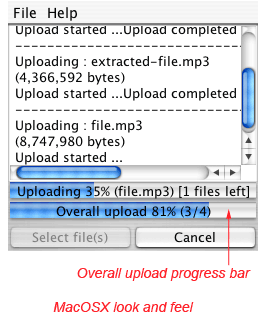 File Help
Upload started ...Upload completed
--------------------------------
Uploading : extracted-file.mp3
(4,366,592 bytes)
Upload started ...Upload completed
--------------------------------
Uploading : file.mp3
(8,747,980 bytes)
Upload started ...
Uploading 35% (file.mp3) [1 files left]
Overall upload 81% (3/4)
Select file(s) Cancel
Overall upload progress bar
MacOSX look and feel